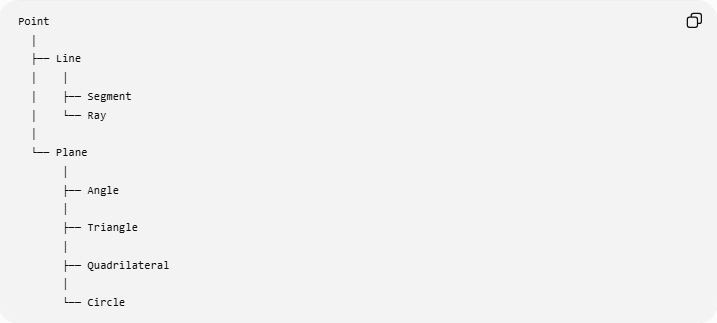 Point
Line
Segment
Ray
Plane
Angle
Triangle
Quadrilateral
Circle